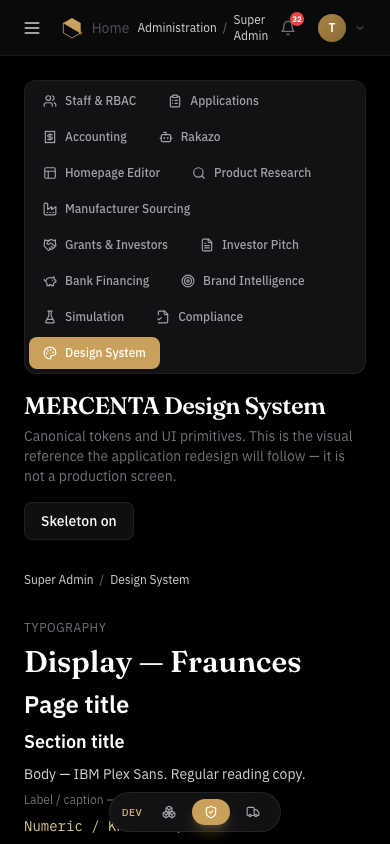 Home Administration / Super Admin 32 T
Staff & RBAC Applications
Accounting Rakazo
Homepage Editor Product Research
Manufacturer Sourcing
Grants & Investors Investor Pitch
Bank Financing Brand Intelligence
Simulation Compliance
Design System
MERCENTA Design System
Canonical tokens and UI primitives. This is the visual
reference the application redesign will follow — it is
not a production screen.
Skeleton on
Super Admin / Design System
TYPOGRAPHY
Display — Fraunces
Page title
Section title
Body — IBM Plex Sans. Regular reading copy.
Label / caption —
DEV
Numeric /